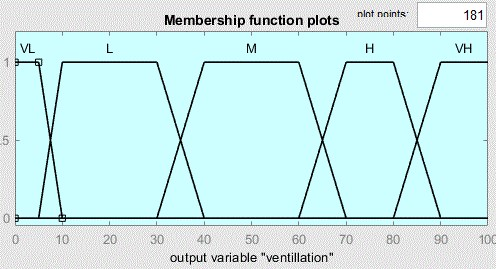 Membership function plots
plot points: 181
VL L M H VH
1
.5
0
0 10 20 30 40 50 60 70 80 90 100
output variable "ventillation"